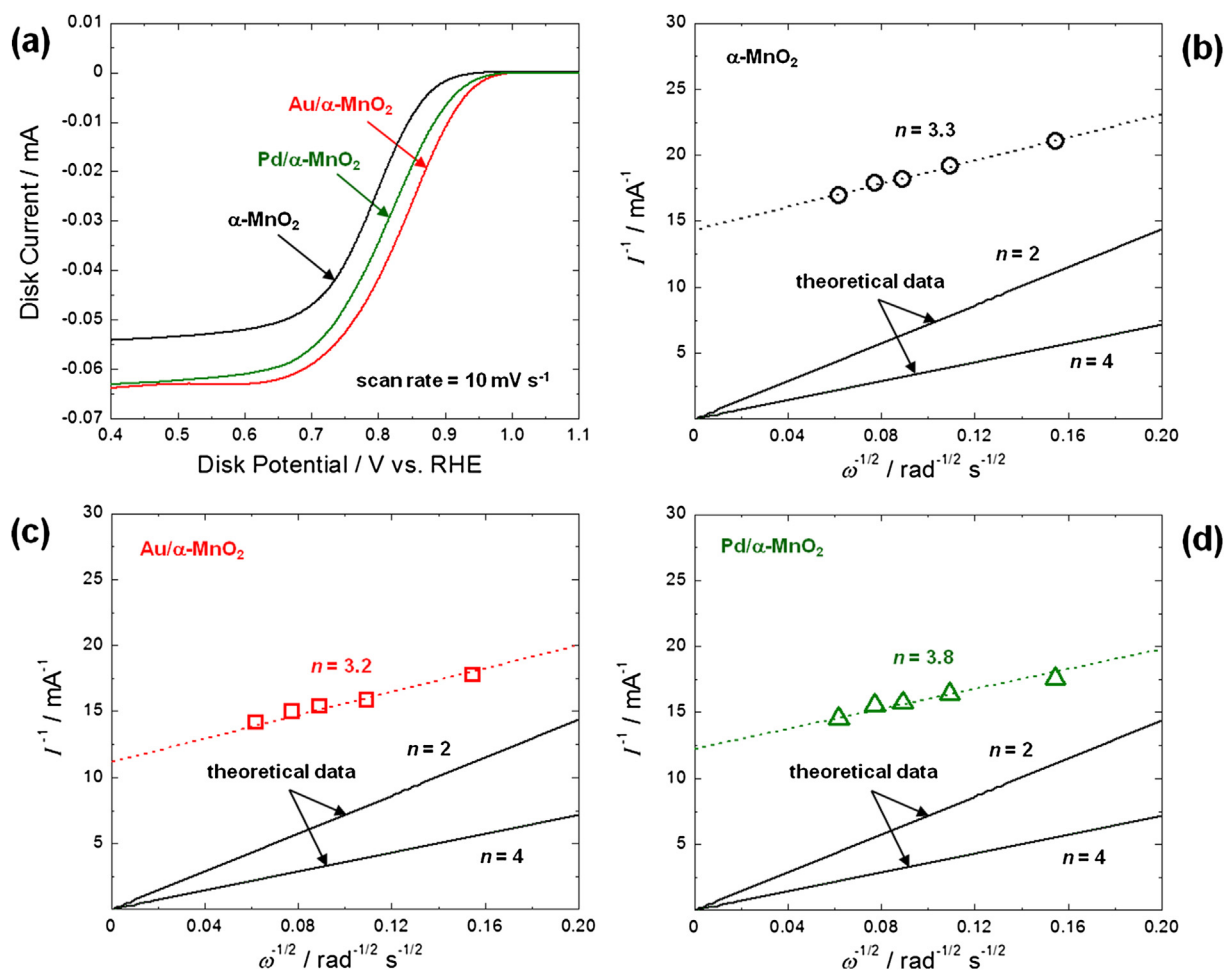 (a)
0.01
0
-0.01
-0.02
-0.03
-0.04
-0.05
-0.06
-0.07
Disk Current / mA
Au/α-MnO₂
Pd/α-MnO₂
α-MnO₂
scan rate = 10 mV s⁻¹
0.4 0.5 0.6 0.7 0.8 0.9 1.0 1.1
Disk Potential / V vs. RHE
(b)
30
25
20
15
10
5
I⁻¹ / mA⁻¹
α-MnO₂
n = 3.3
n = 2
theoretical data
n = 4
0 0.04 0.08 0.12 0.16 0.20
ω⁻¹/² / rad⁻¹/² s⁻¹/²
(c)
30
25
20
15
10
5
I⁻¹ / mA⁻¹
Au/α-MnO₂
n = 3.2
n = 2
theoretical data
n = 4
0.00 0.04 0.08 0.12 0.16 0.20
ω⁻¹/² / rad⁻¹/² s⁻¹/²
(d)
30
25
20
15
10
5
I⁻¹ / mA⁻¹
Pd/α-MnO₂
n = 3.8
n = 2
theoretical data
n = 4
0 0.04 0.08 0.12 0.16 0.20
ω⁻¹/² / rad⁻¹/² s⁻¹/²